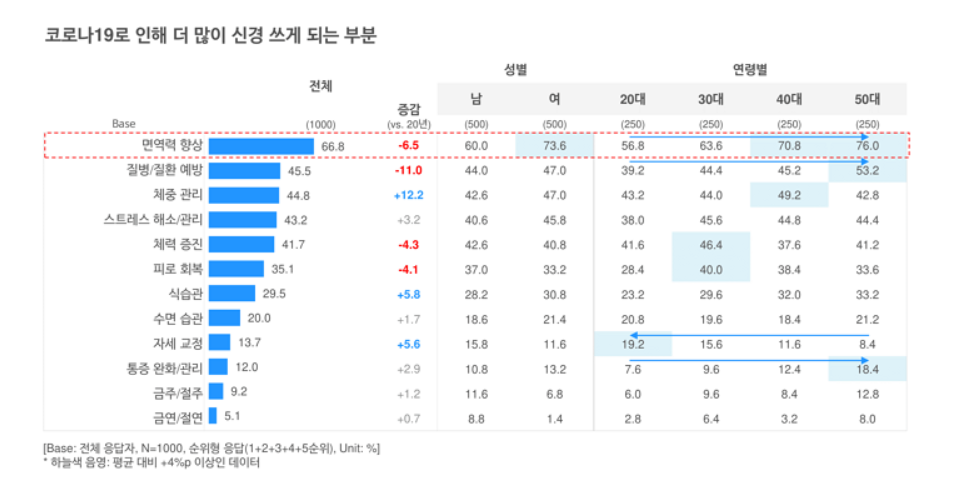 코로나19로 인해 더 많이 신경 쓰게 되는 부분
전체 성별 연령별
증감 남 여 20대 30대 40대 50대
Base (1000) (vs. 20년) (500) (500) (250) (250) (250) (250)
면역력 향상 66.8 -6.5 60.0 73.6 56.8 63.6 70.8 76.0
질병/질환 예방 45.5 -11.0 44.0 47.0 39.2 44.4 45.2 53.2
체중 관리 44.8 +12.2 42.6 47.0 43.2 44.0 49.2 42.8
스트레스 해소/관리 43.2 +3.2 40.6 45.8 38.0 45.6 44.8 44.4
체력 증진 41.7 -4.3 42.6 40.8 41.6 46.4 37.6 41.2
피로 회복 35.1 -4.1 37.0 33.2 28.4 40.0 38.4 33.6
식습관 29.5 +5.8 28.2 30.8 23.2 29.6 32.0 33.2
수면 습관 20.0 +1.7 18.6 21.4 20.8 19.6 18.4 21.2
자세 교정 13.7 +5.6 15.8 11.6 19.2 15.6 11.6 8.4
통증 완화/관리 12.0 +2.9 10.8 13.2 7.6 9.6 12.4 18.4
금주/절주 9.2 +1.2 11.6 6.8 6.0 9.6 8.4 12.8
금연/절연 5.1 +0.7 8.8 1.4 2.8 6.4 3.2 8.0
[Base: 전체 응답자, N=1000, 순위형 응답(1+2+3+4+5순위), Unit: %]
* 하늘색 음영: 평균 대비 +4%p 이상인 데이터